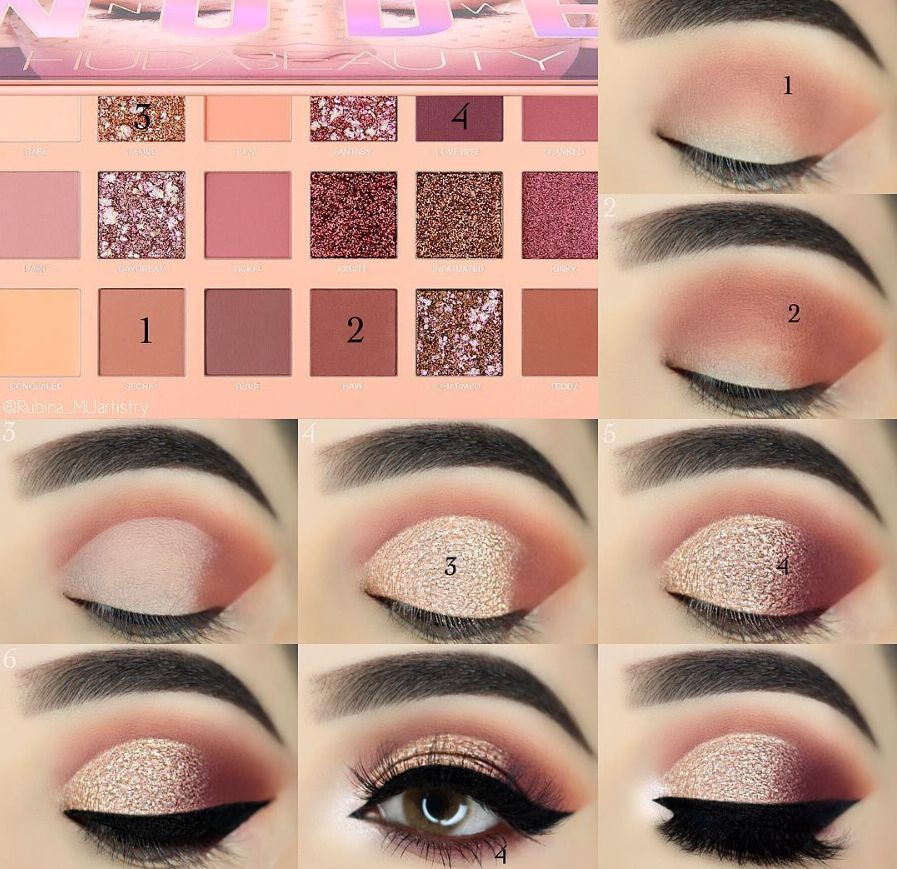 NUDE
HUDABEAUTY
3
4
BARE
CRAVE
PLAY
FANTASY
LOVE BITE
SPANKED
LACE
DAYDREAM
TICKLE
EXCITE
INFATUATED
KINKY
1
2
CONCEALED
SECRET
TEASE
RAW
CHARMED
TEDDY
@Rubina_MUartistry
1
2
2
3
4
3
5
4
6
4